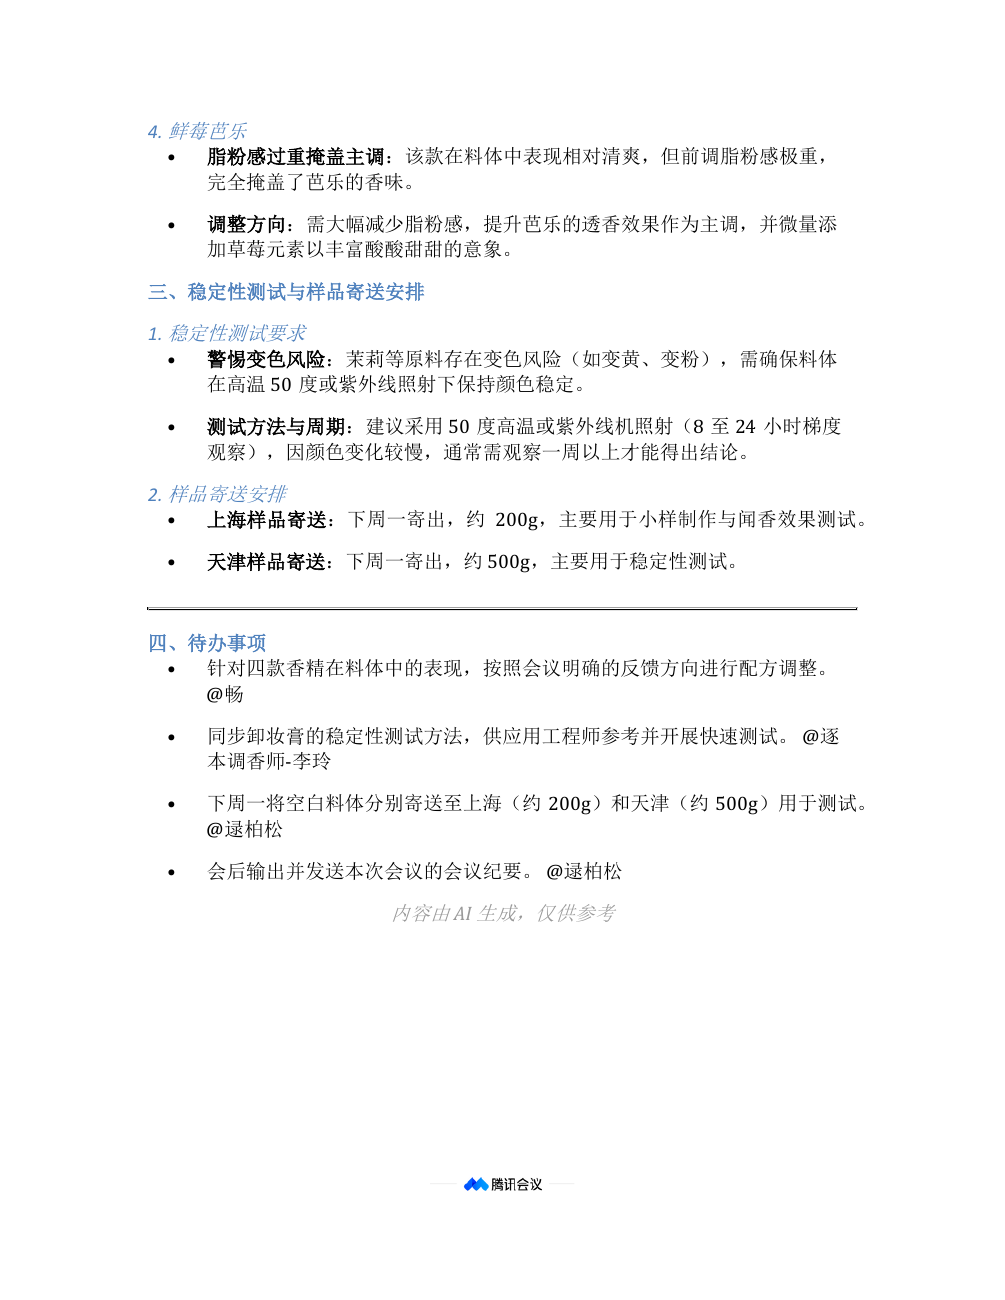 4. 鲜莓芭乐
• 脂粉感过重掩盖主调：该款在料体中表现相对清爽，但前调脂粉感极重，
完全掩盖了芭乐的香味。
• 调整方向：需大幅减少脂粉感，提升芭乐的透香效果作为主调，并微量添
加草莓元素以丰富酸酸甜甜的意象。
三、稳定性测试与样品寄送安排
1. 稳定性测试要求
• 警惕变色风险：茉莉等原料存在变色风险（如变黄、变粉），需确保料体
在高温 50 度或紫外线照射下保持颜色稳定。
• 测试方法与周期：建议采用 50 度高温或紫外线机照射（8 至 24 小时梯度
观察），因颜色变化较慢，通常需观察一周以上才能得出结论。
2. 样品寄送安排
• 上海样品寄送：下周一寄出，约 200g，主要用于小样制作与闻香效果测试。
• 天津样品寄送：下周一寄出，约 500g，主要用于稳定性测试。
四、待办事项
• 针对四款香精在料体中的表现，按照会议明确的反馈方向进行配方调整。
@畅
• 同步卸妆膏的稳定性测试方法，供应用工程师参考并开展快速测试。 @逐
本调香师-李玲
• 下周一将空白料体分别寄送至上海（约 200g）和天津（约 500g）用于测试。
@逯柏松
• 会后输出并发送本次会议的会议纪要。 @逯柏松
内容由 AI 生成，仅供参考
腾讯会议